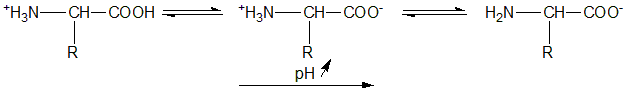 ⁺H₃N—CH—COOH ⇌ ⁺H₃N—CH—COO⁻ ⇌ H₂N—CH—COO⁻
R R R
pH